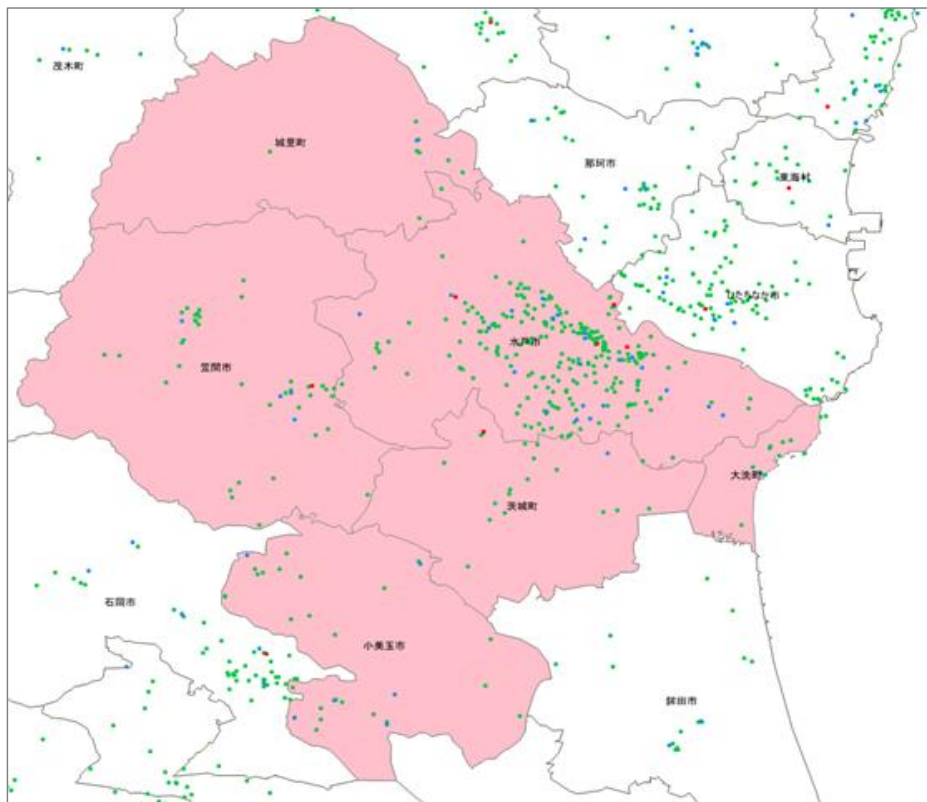 茂木町
城里町
那珂市
東海村
ひたちなか市
水戸市
笠間市
大洗町
茨城町
石岡市
小美玉市
鉾田市